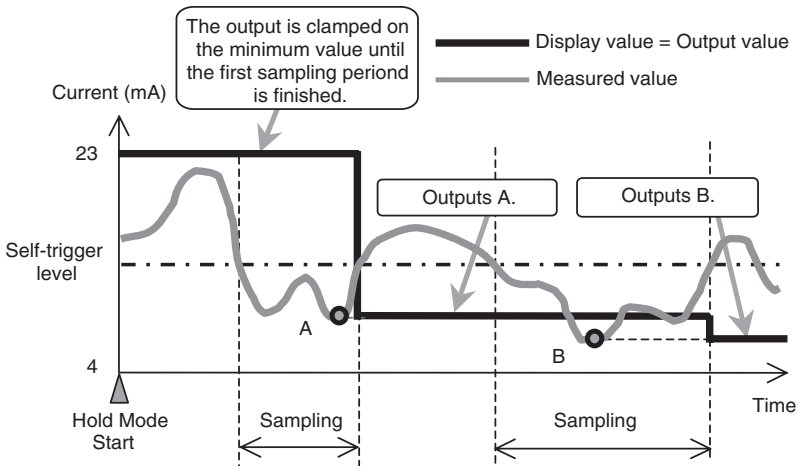 The output is clamped on
the minimum value until
the first sampling periond
is finished.
Display value = Output value
Measured value
Current (mA)
23
Outputs A.
Outputs B.
Self-trigger
level
A
B
4
Hold Mode
Start
Sampling
Sampling
Time